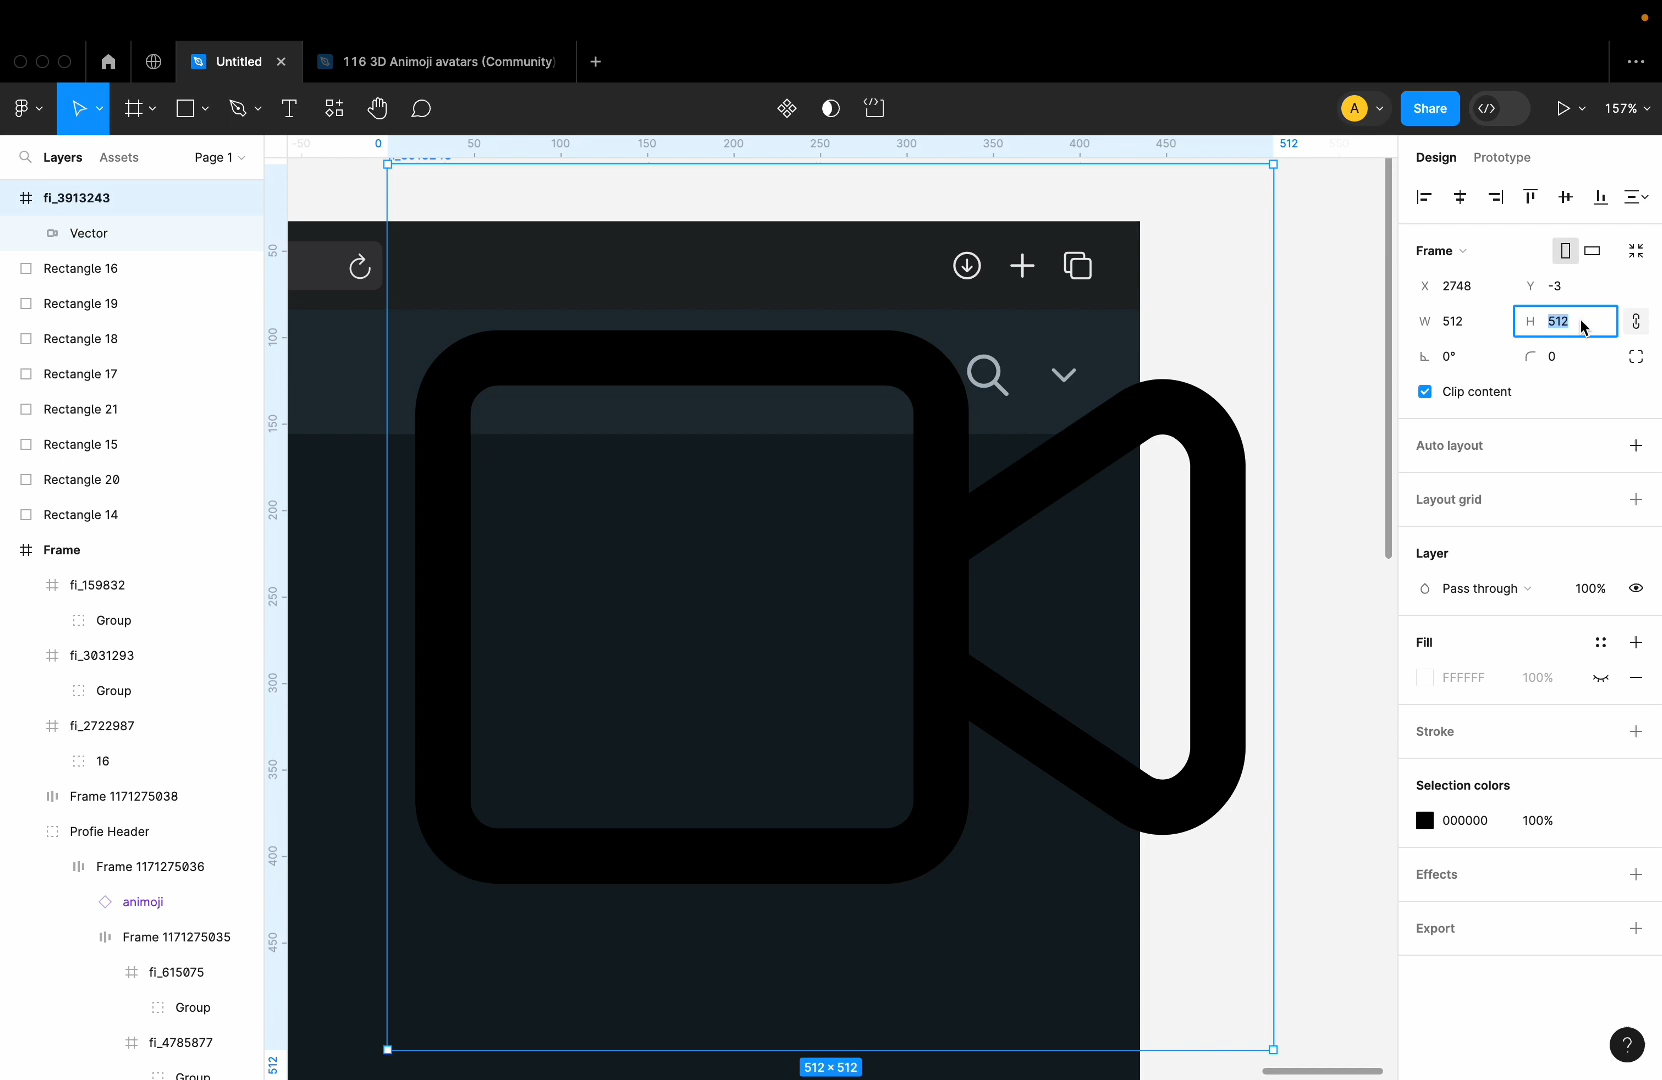 Untitled
116 3D Animoji avatars (Community)
A
Share
157%
Layers
Assets
Page 1
fi_3913243
Vector
Rectangle 16
Rectangle 19
Rectangle 18
Rectangle 17
Rectangle 21
Rectangle 15
Rectangle 20
Rectangle 14
Frame
fi_159832
Group
fi_3031293
Group
fi_2722987
16
Frame 1171275038
Profie Header
Frame 1171275036
animoji
Frame 1171275035
fi_615075
Group
fi_4785877
Group
-50 0 50 100 150 200 250 300 350 400 450 512 550
50
100
150
200
250
300
350
400
450
512
512 × 512
Design
Prototype
Frame
X 2748
Y -3
W 512
H 512
0°
0
Clip content
Auto layout
Layout grid
Layer
Pass through
100%
Fill
FFFFFF
100%
Stroke
Selection colors
000000
100%
Effects
Export
?